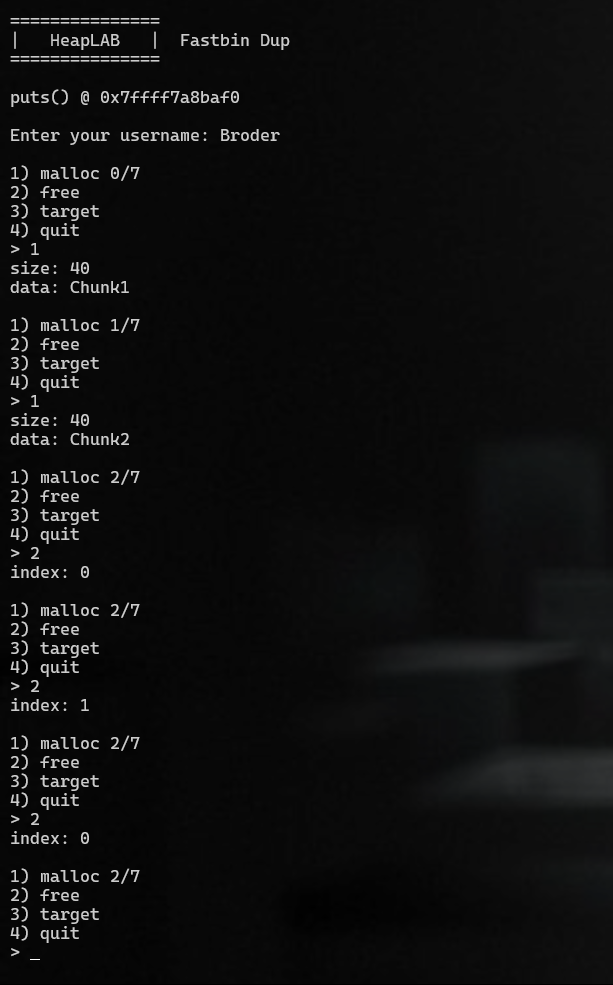 ===============
|   HeapLAB   |  Fastbin Dup
===============
puts() @ 0x7ffff7a8baf0
Enter your username: Broder
1) malloc 0/7
2) free
3) target
4) quit
> 1
size: 40
data: Chunk1
1) malloc 1/7
2) free
3) target
4) quit
> 1
size: 40
data: Chunk2
1) malloc 2/7
2) free
3) target
4) quit
> 2
index: 0
1) malloc 2/7
2) free
3) target
4) quit
> 2
index: 1
1) malloc 2/7
2) free
3) target
4) quit
> 2
index: 0
1) malloc 2/7
2) free
3) target
4) quit
> _